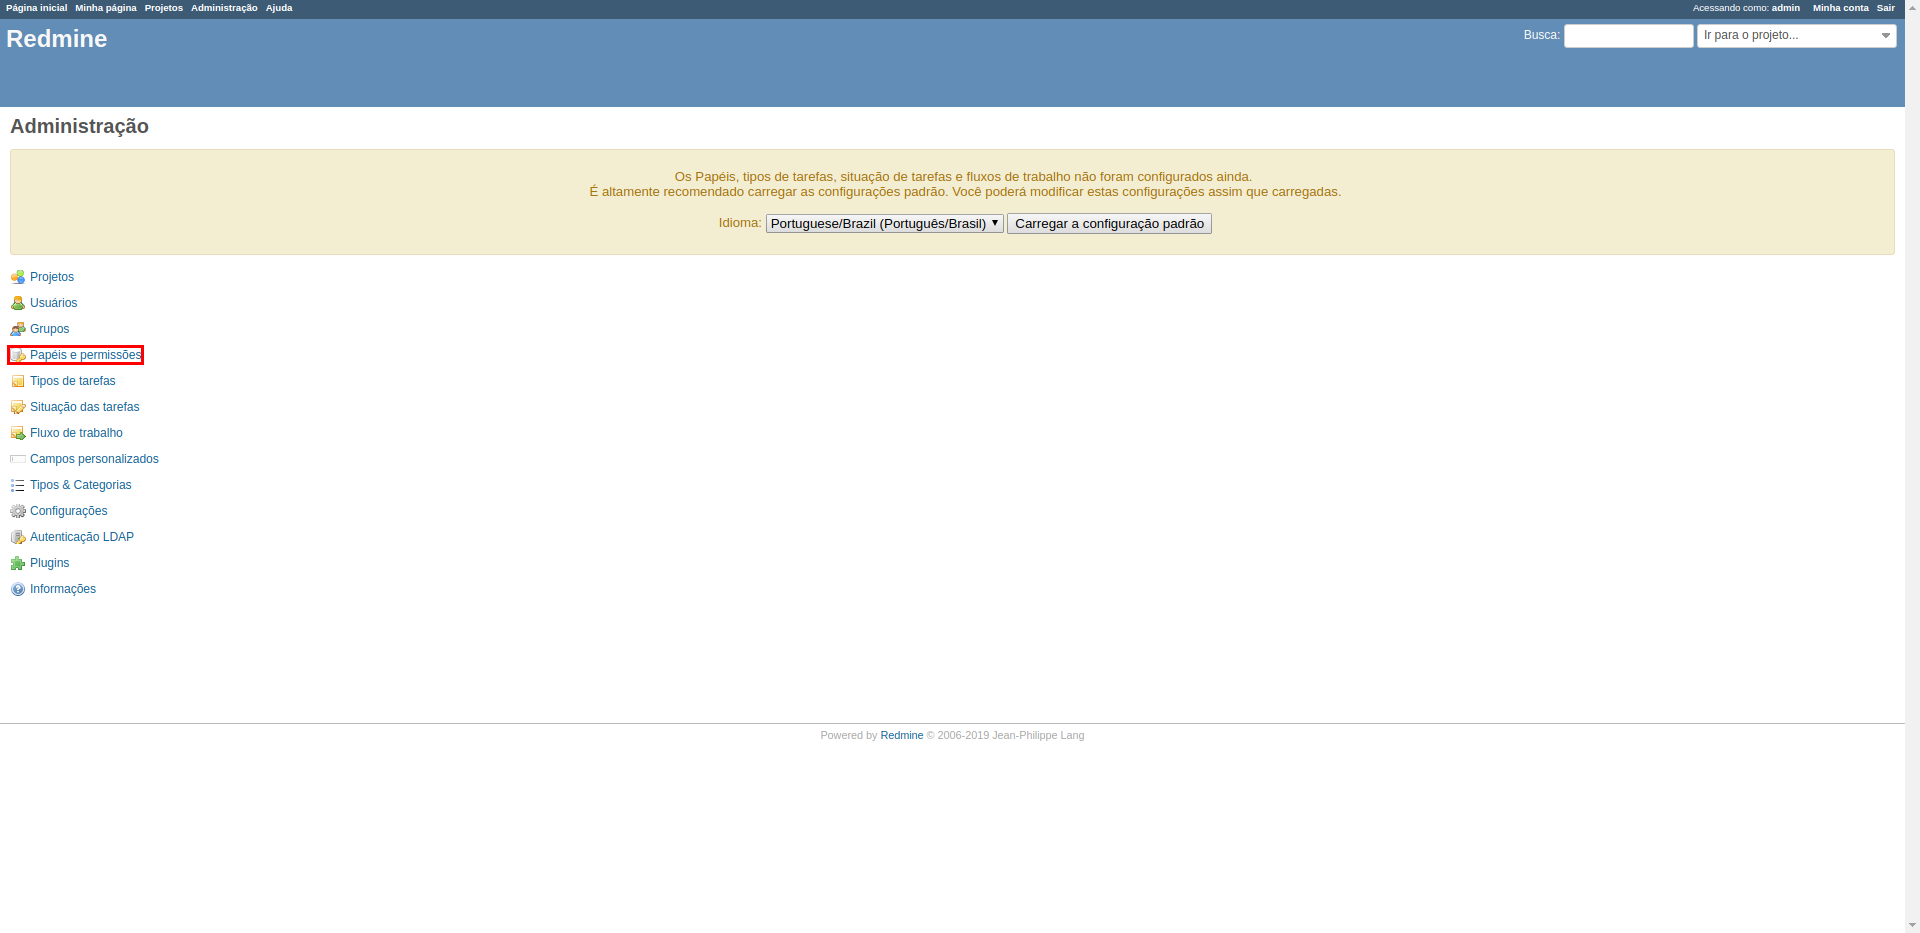 Página inicial Minha página Projetos Administração Ajuda
Acessando como: admin Minha conta Sair
Redmine
Busca: Ir para o projeto...
Administração
Os Papéis, tipos de tarefas, situação de tarefas e fluxos de trabalho não foram configurados ainda.
É altamente recomendado carregar as configurações padrão. Você poderá modificar estas configurações assim que carregadas.
Idioma: Portuguese/Brazil (Português/Brasil) Carregar a configuração padrão
Projetos
Usuários
Grupos
Papéis e permissões
Tipos de tarefas
Situação das tarefas
Fluxo de trabalho
Campos personalizados
Tipos & Categorias
Configurações
Autenticação LDAP
Plugins
Informações
Powered by Redmine © 2006-2019 Jean-Philippe Lang